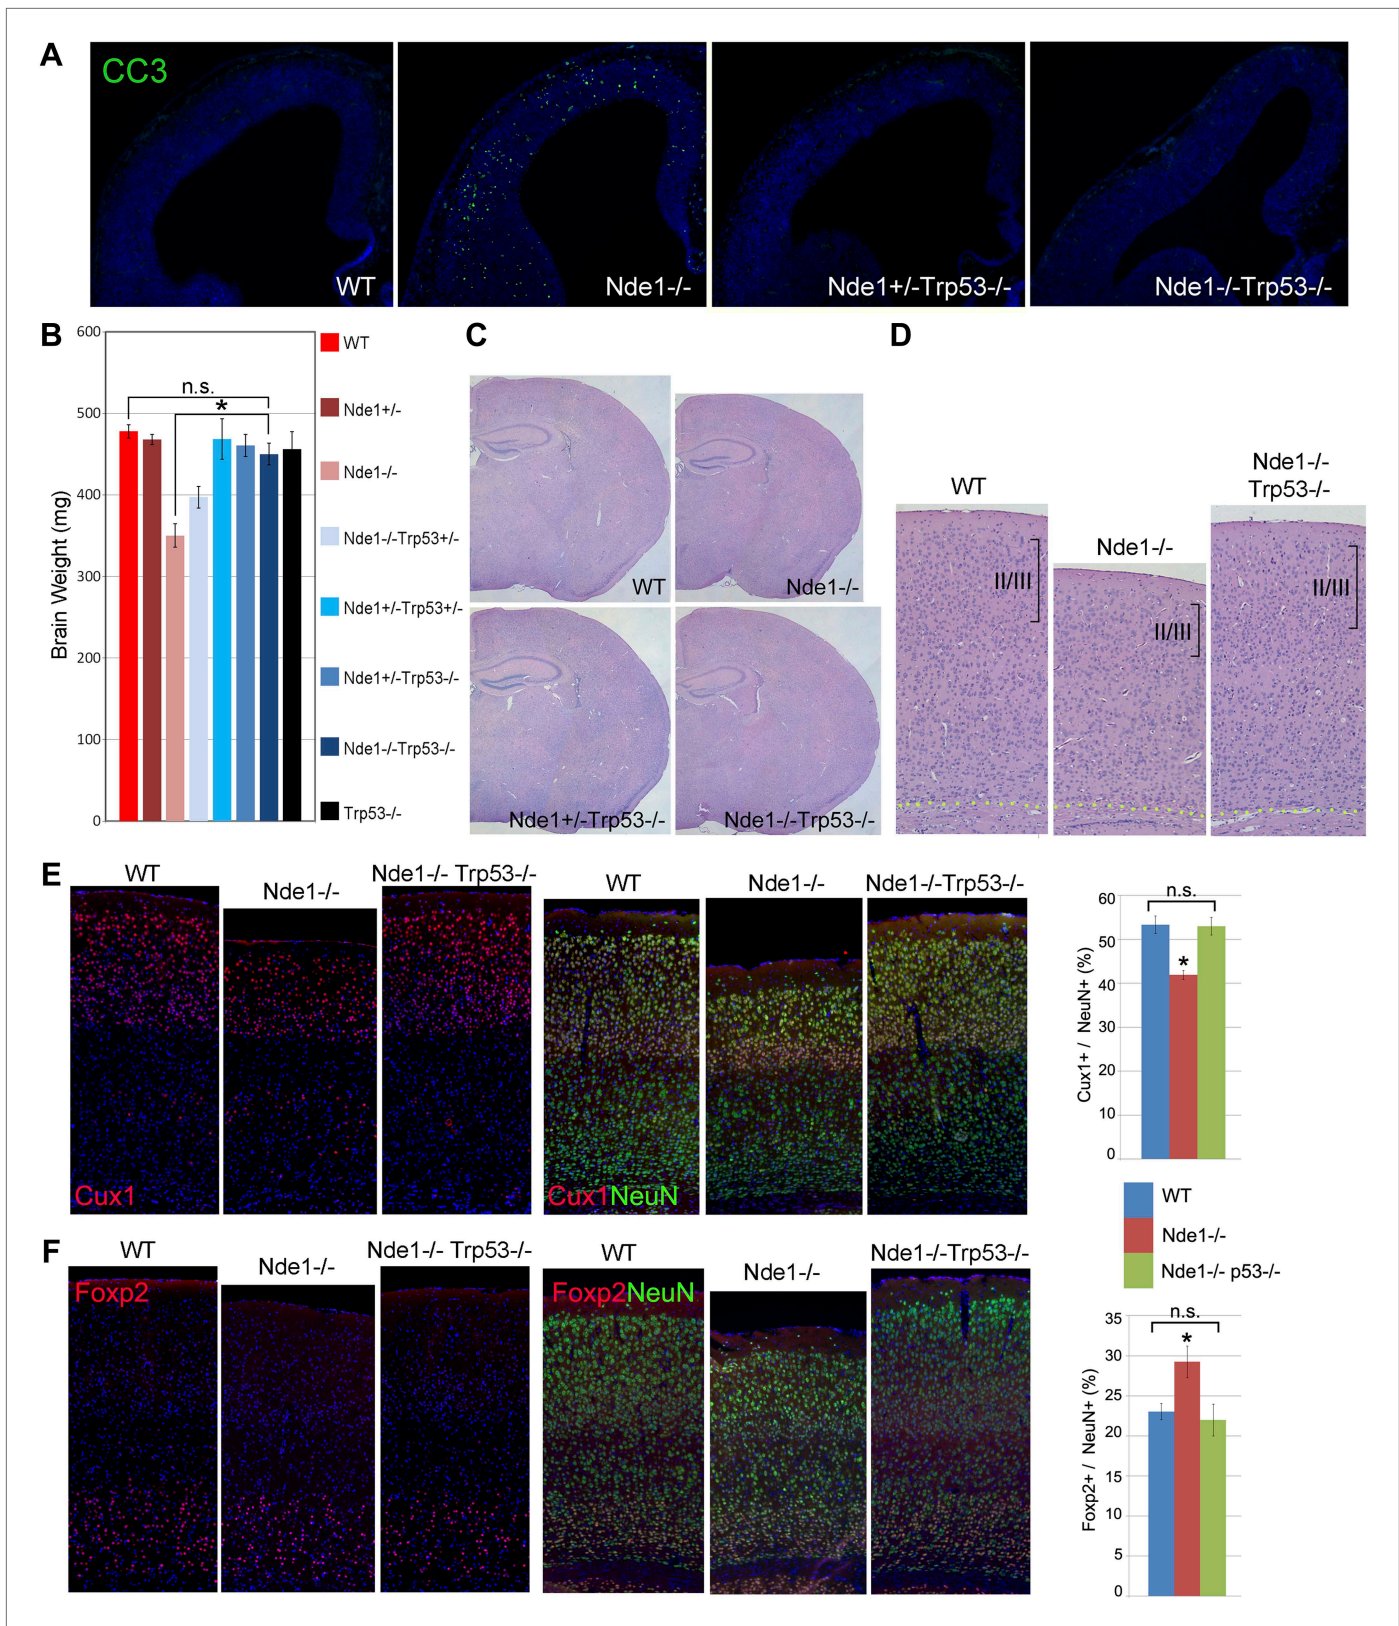 A
CC3
WT
Nde1-/-
Nde1+/-Trp53-/-
Nde1-/-Trp53-/-
B
600
500
400
300
200
100
0
Brain Weight (mg)
n.s.
*
WT
Nde1+/-
Nde1-/-
Nde1-/-Trp53+/-
Nde1+/-Trp53+/-
Nde1+/-Trp53-/-
Nde1-/-Trp53-/-
Trp53-/-
C
WT
Nde1-/-
Nde1+/-Trp53-/-
Nde1-/-Trp53-/-
D
WT
Nde1-/-
Nde1-/-
Trp53-/-
II/III
II/III
II/III
E
WT
Nde1-/-
Nde1-/- Trp53-/-
Cux1
WT
Nde1-/-
Nde1-/-Trp53-/-
Cux1NeuN
60
50
40
30
20
10
0
Cux1+ / NeuN+ (%)
n.s.
*
WT
Nde1-/-
Nde1-/- p53-/-
F
WT
Nde1-/-
Nde1-/- Trp53-/-
Foxp2
WT
Nde1-/-
Nde1-/-Trp53-/-
Foxp2NeuN
35
30
25
20
15
10
5
0
Foxp2+ / NeuN+ (%)
n.s.
*